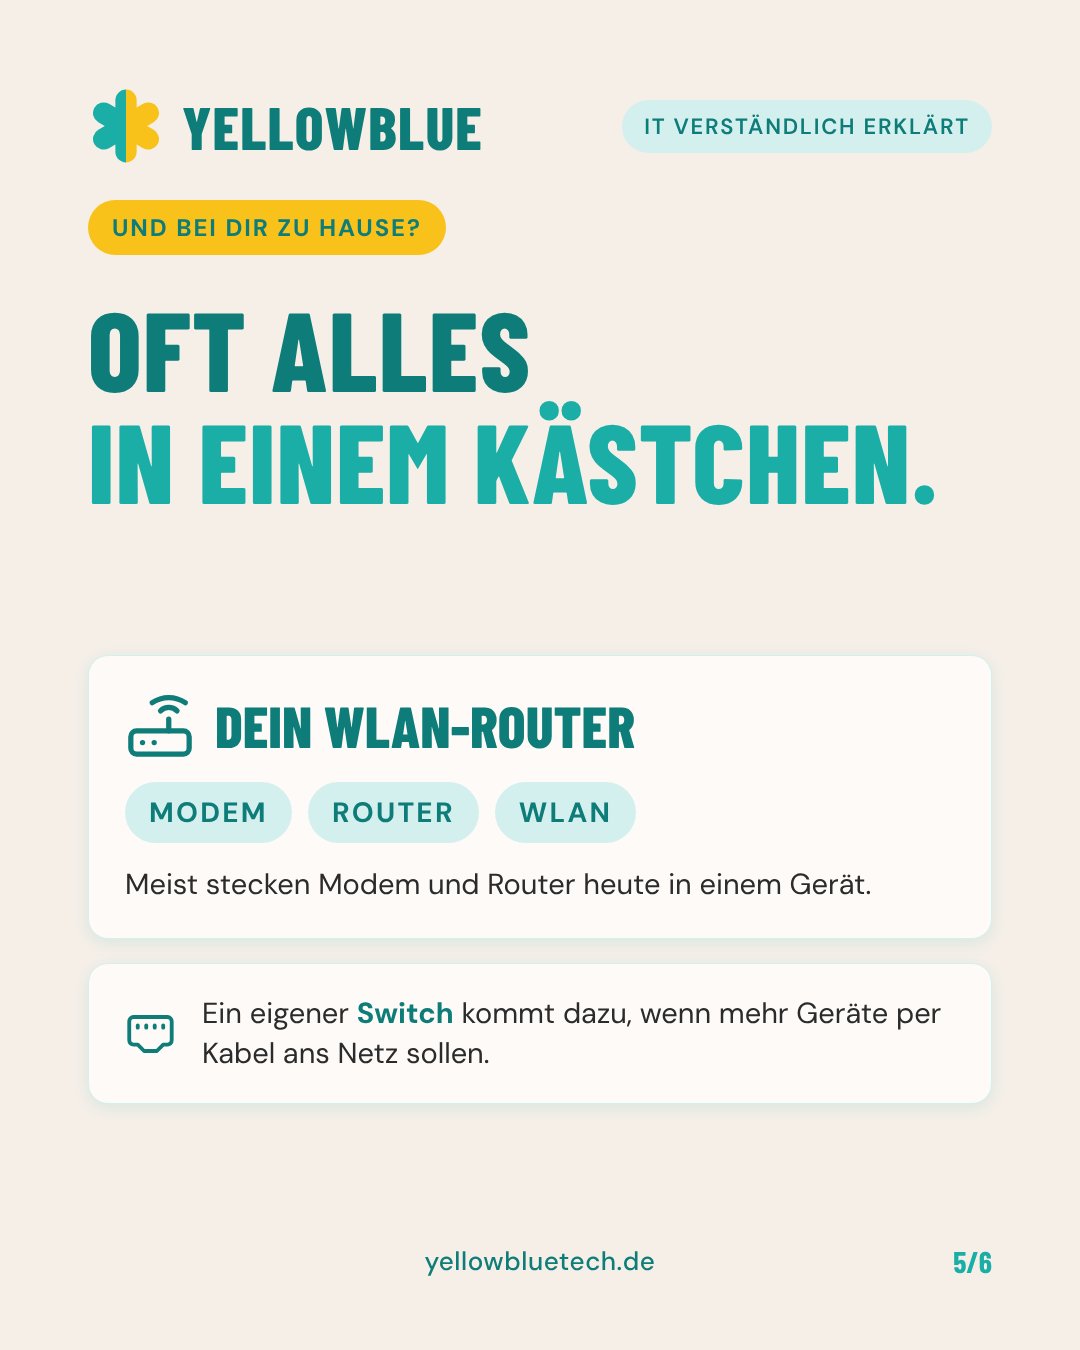 YELLOWBLUE
IT VERSTÄNDLICH ERKLÄRT
UND BEI DIR ZU HAUSE?
OFT ALLES
IN EINEM KÄSTCHEN.
DEIN WLAN-ROUTER
MODEM ROUTER WLAN
Meist stecken Modem und Router heute in einem Gerät.
Ein eigener Switch kommt dazu, wenn mehr Geräte per
Kabel ans Netz sollen.
yellowbluetech.de
5/6